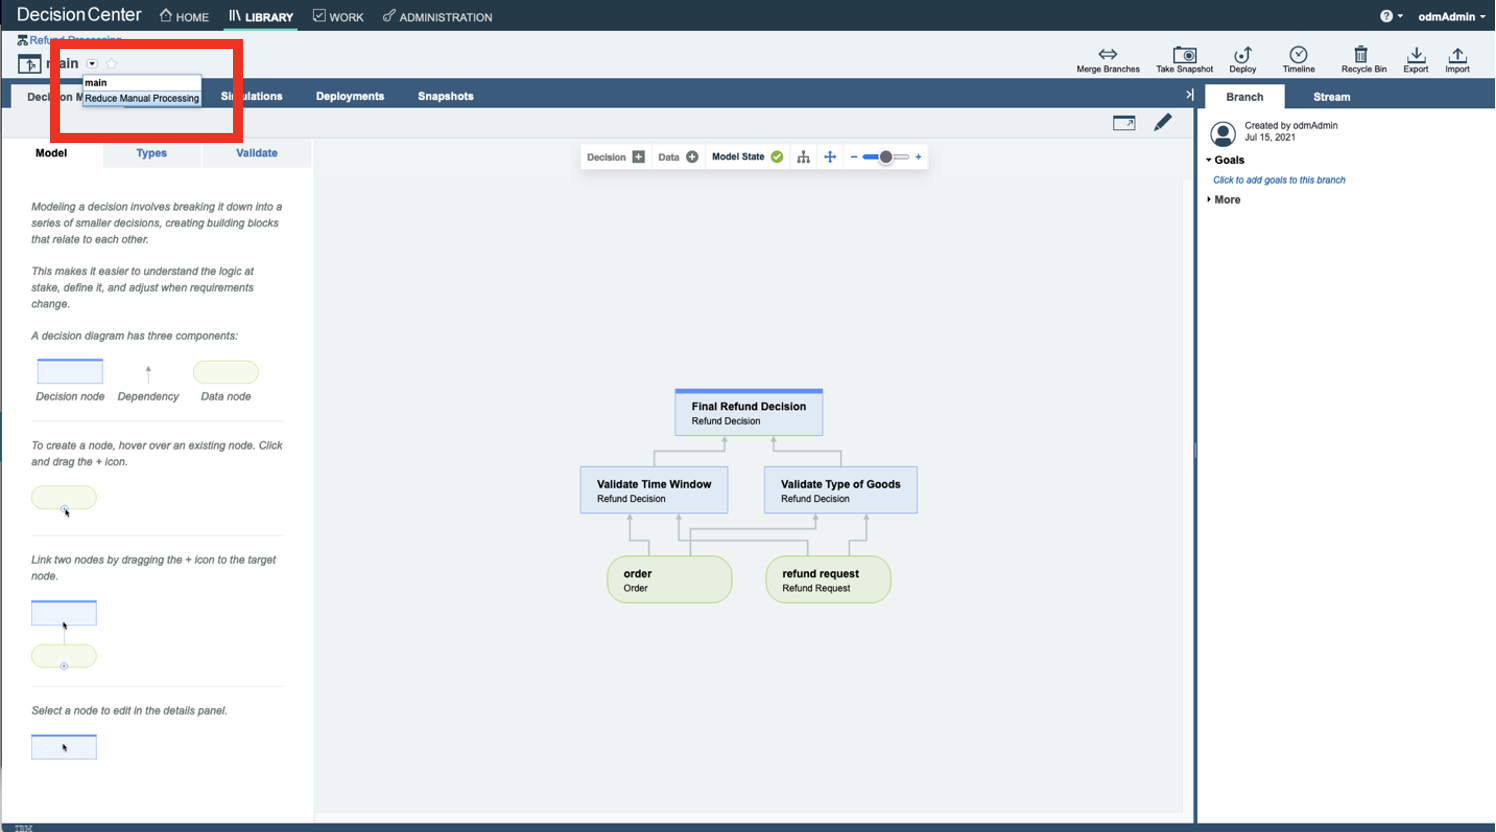 DecisionCenter HOME LIBRARY WORK ADMINISTRATION ? odmAdmin
Refund Processing
main
main
Reduce Manual Processing
Merge Branches Take Snapshot Deploy Timeline Recycle Bin Export Import
Simulations Deployments Snapshots
Branch Stream
Created by odmAdmin
Jul 15, 2021
Goals
Click to add goals to this branch
More
Model Types Validate
Decision Data Model State
Modeling a decision involves breaking it down into a
series of smaller decisions, creating building blocks
that relate to each other.
This makes it easier to understand the logic at
stake, define it, and adjust when requirements
change.
A decision diagram has three components:
Decision node Dependency Data node
To create a node, hover over an existing node. Click
and drag the + icon.
Link two nodes by dragging the + icon to the target
node.
Select a node to edit in the details panel.
Final Refund Decision
Refund Decision
Validate Time Window
Refund Decision
Validate Type of Goods
Refund Decision
order
Order
refund request
Refund Request
IBM